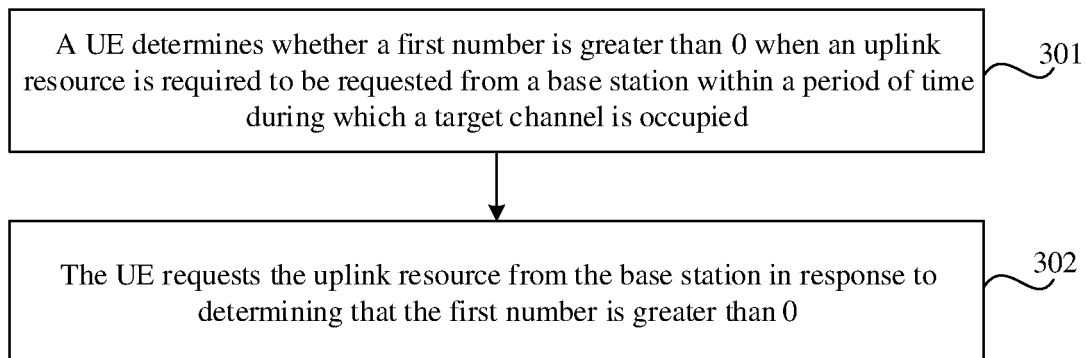 A UE determines whether a first number is greater than 0 when an uplink
resource is required to be requested from a base station within a period of time
during which a target channel is occupied
301
The UE requests the uplink resource from the base station in response to
determining that the first number is greater than 0
302